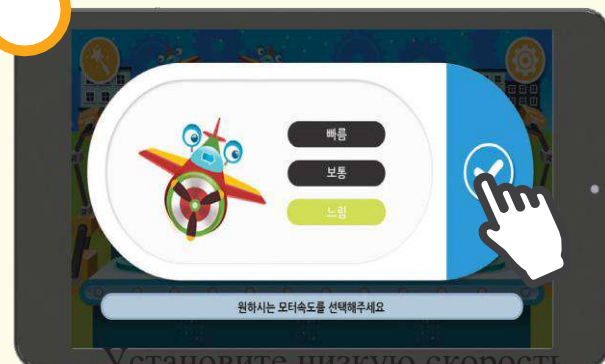 빠름
보통
느림
원하시는 모터속도를 선택해주세요
Установите низкую скорость